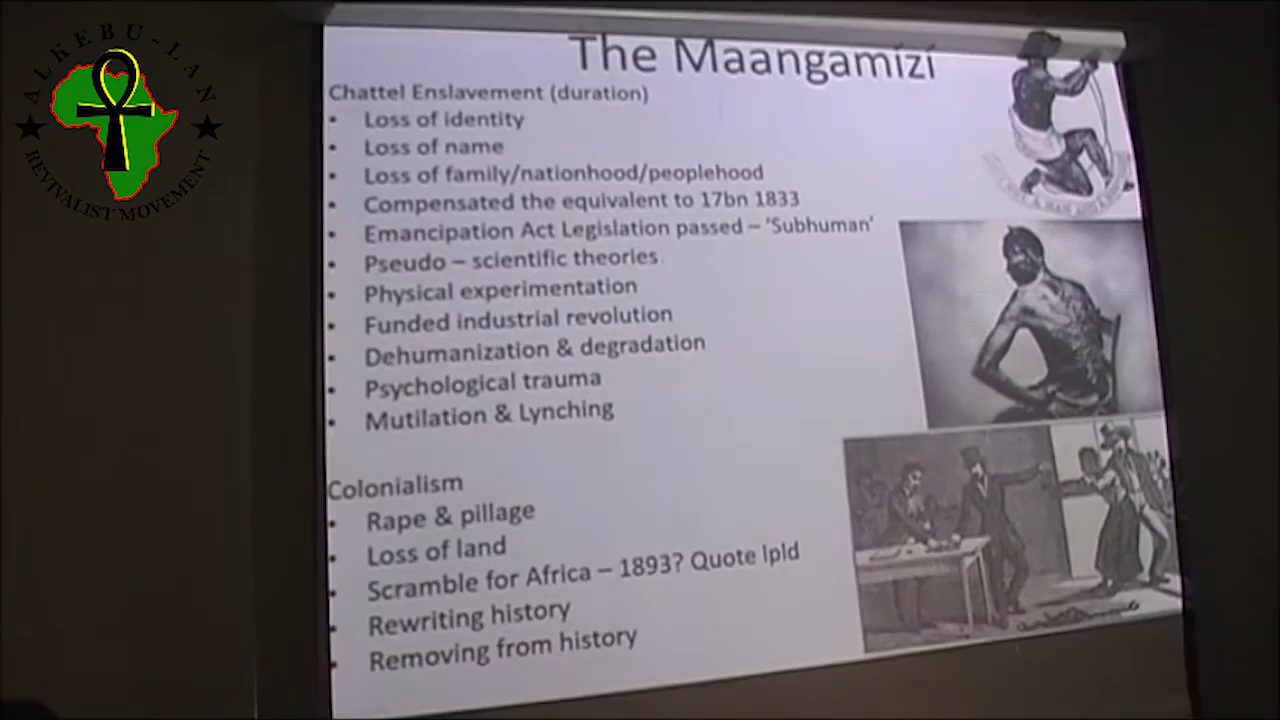 ALKEBU-LAN
REVIVALIST MOVEMENT
The Maangamízí
Chattel Enslavement (duration)
• Loss of identity
• Loss of name
• Loss of family/nationhood/peoplehood
• Compensated the equivalent to 17bn 1833
• Emancipation Act Legislation passed – ‘Subhuman’
• Pseudo – scientific theories
• Physical experimentation
• Funded industrial revolution
• Dehumanization & degradation
• Psychological trauma
• Mutilation & Lynching
Colonialism
• Rape & pillage
• Loss of land
• Scramble for Africa – 1893? Quote lpld
• Rewriting history
• Removing from history